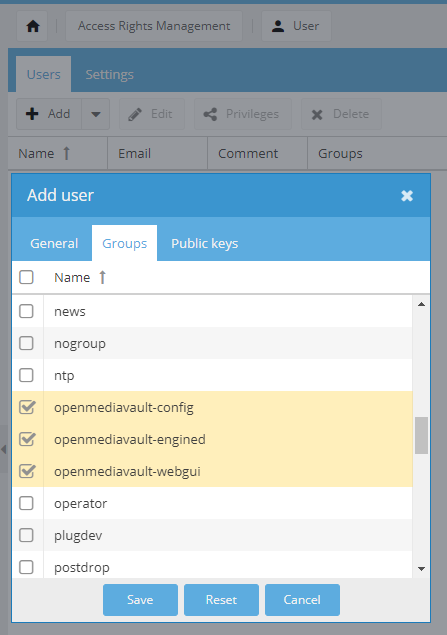 Access Rights Management User
Users Settings
Add Edit Privileges Delete
Name Email Comment Groups
Add user
General Groups Public keys
Name
news
nogroup
ntp
openmediavault-config
openmediavault-engined
openmediavault-webgui
operator
plugdev
postdrop
Save Reset Cancel